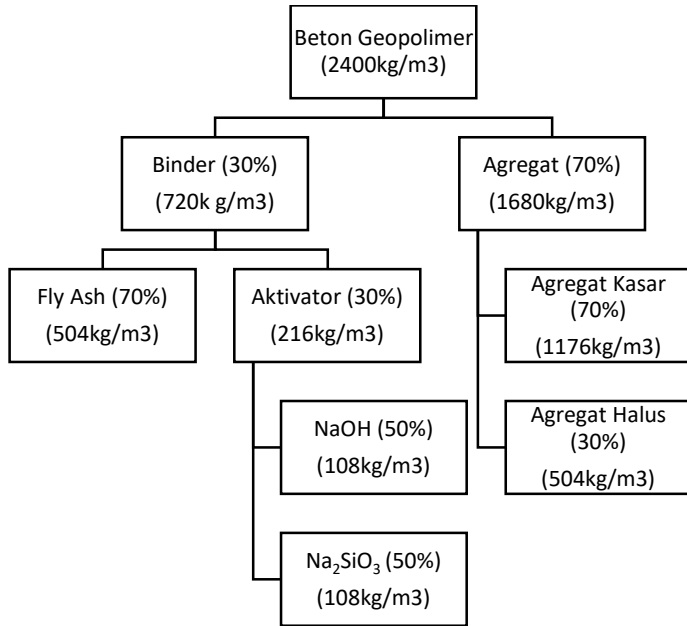 Beton Geopolimer
(2400kg/m3)
Binder (30%)
(720k g/m3)
Agregat (70%)
(1680kg/m3)
Fly Ash (70%)
(504kg/m3)
Aktivator (30%)
(216kg/m3)
Agregat Kasar
(70%)
(1176kg/m3)
NaOH (50%)
(108kg/m3)
Agregat Halus
(30%)
(504kg/m3)
Na₂SiO₃ (50%)
(108kg/m3)